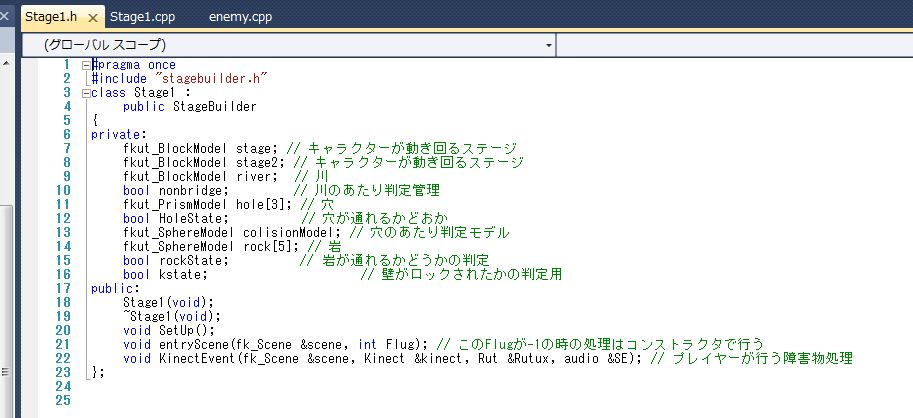 Stage1.h Stage1.cpp enemy.cpp
(グローバル スコープ)
1 #pragma once
2 #include "stagebuilder.h"
3 class Stage1 :
4 public StageBuilder
5 {
6 private:
7 fkut_BlockModel stage; // キャラクターが動き回るステージ
8 fkut_BlockModel stage2; // キャラクターが動き回るステージ
9 fkut_BlockModel river; // 川
10 bool nonbridge; // 川のあたり判定管理
11 fkut_PrismModel hole[3]; // 穴
12 bool HoleState; // 穴が通れるかどおか
13 fkut_SphereModel colisionModel; // 穴のあたり判定モデル
14 fkut_SphereModel rock[5]; // 岩
15 bool rockState; // 岩が通れるかどうかの判定
16 bool kstate; // 壁がロックされたかの判定用
17 public:
18 Stage1(void);
19 ~Stage1(void);
20 void SetUp();
21 void entryScene(fk_Scene &scene, int Flug); // このFlugが-1の時の処理はコンストラクタで行う
22 void KinectEvent(fk_Scene &scene, Kinect &kinect, Rut &Rutux, audio &SE); // プレイヤーが行う障害物処理
23 };
24
25